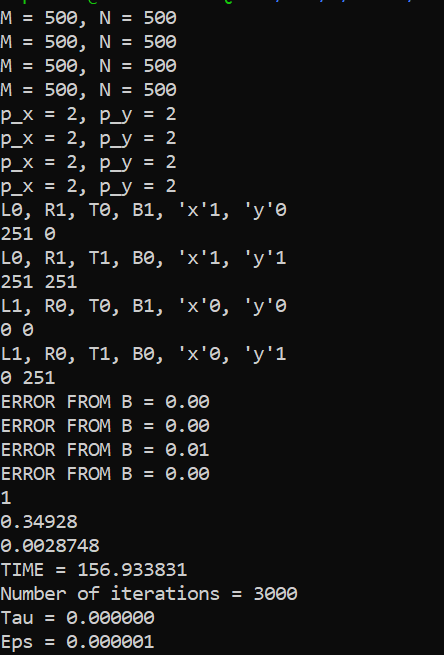 M = 500, N = 500
M = 500, N = 500
M = 500, N = 500
M = 500, N = 500
p_x = 2, p_y = 2
p_x = 2, p_y = 2
p_x = 2, p_y = 2
p_x = 2, p_y = 2
L0, R1, T0, B1, 'x'1, 'y'0
251 0
L0, R1, T1, B0, 'x'1, 'y'1
251 251
L1, R0, T0, B1, 'x'0, 'y'0
0 0
L1, R0, T1, B0, 'x'0, 'y'1
0 251
ERROR FROM B = 0.00
ERROR FROM B = 0.00
ERROR FROM B = 0.01
ERROR FROM B = 0.00
1
0.34928
0.0028748
TIME = 156.933831
Number of iterations = 3000
Tau = 0.000000
Eps = 0.000001